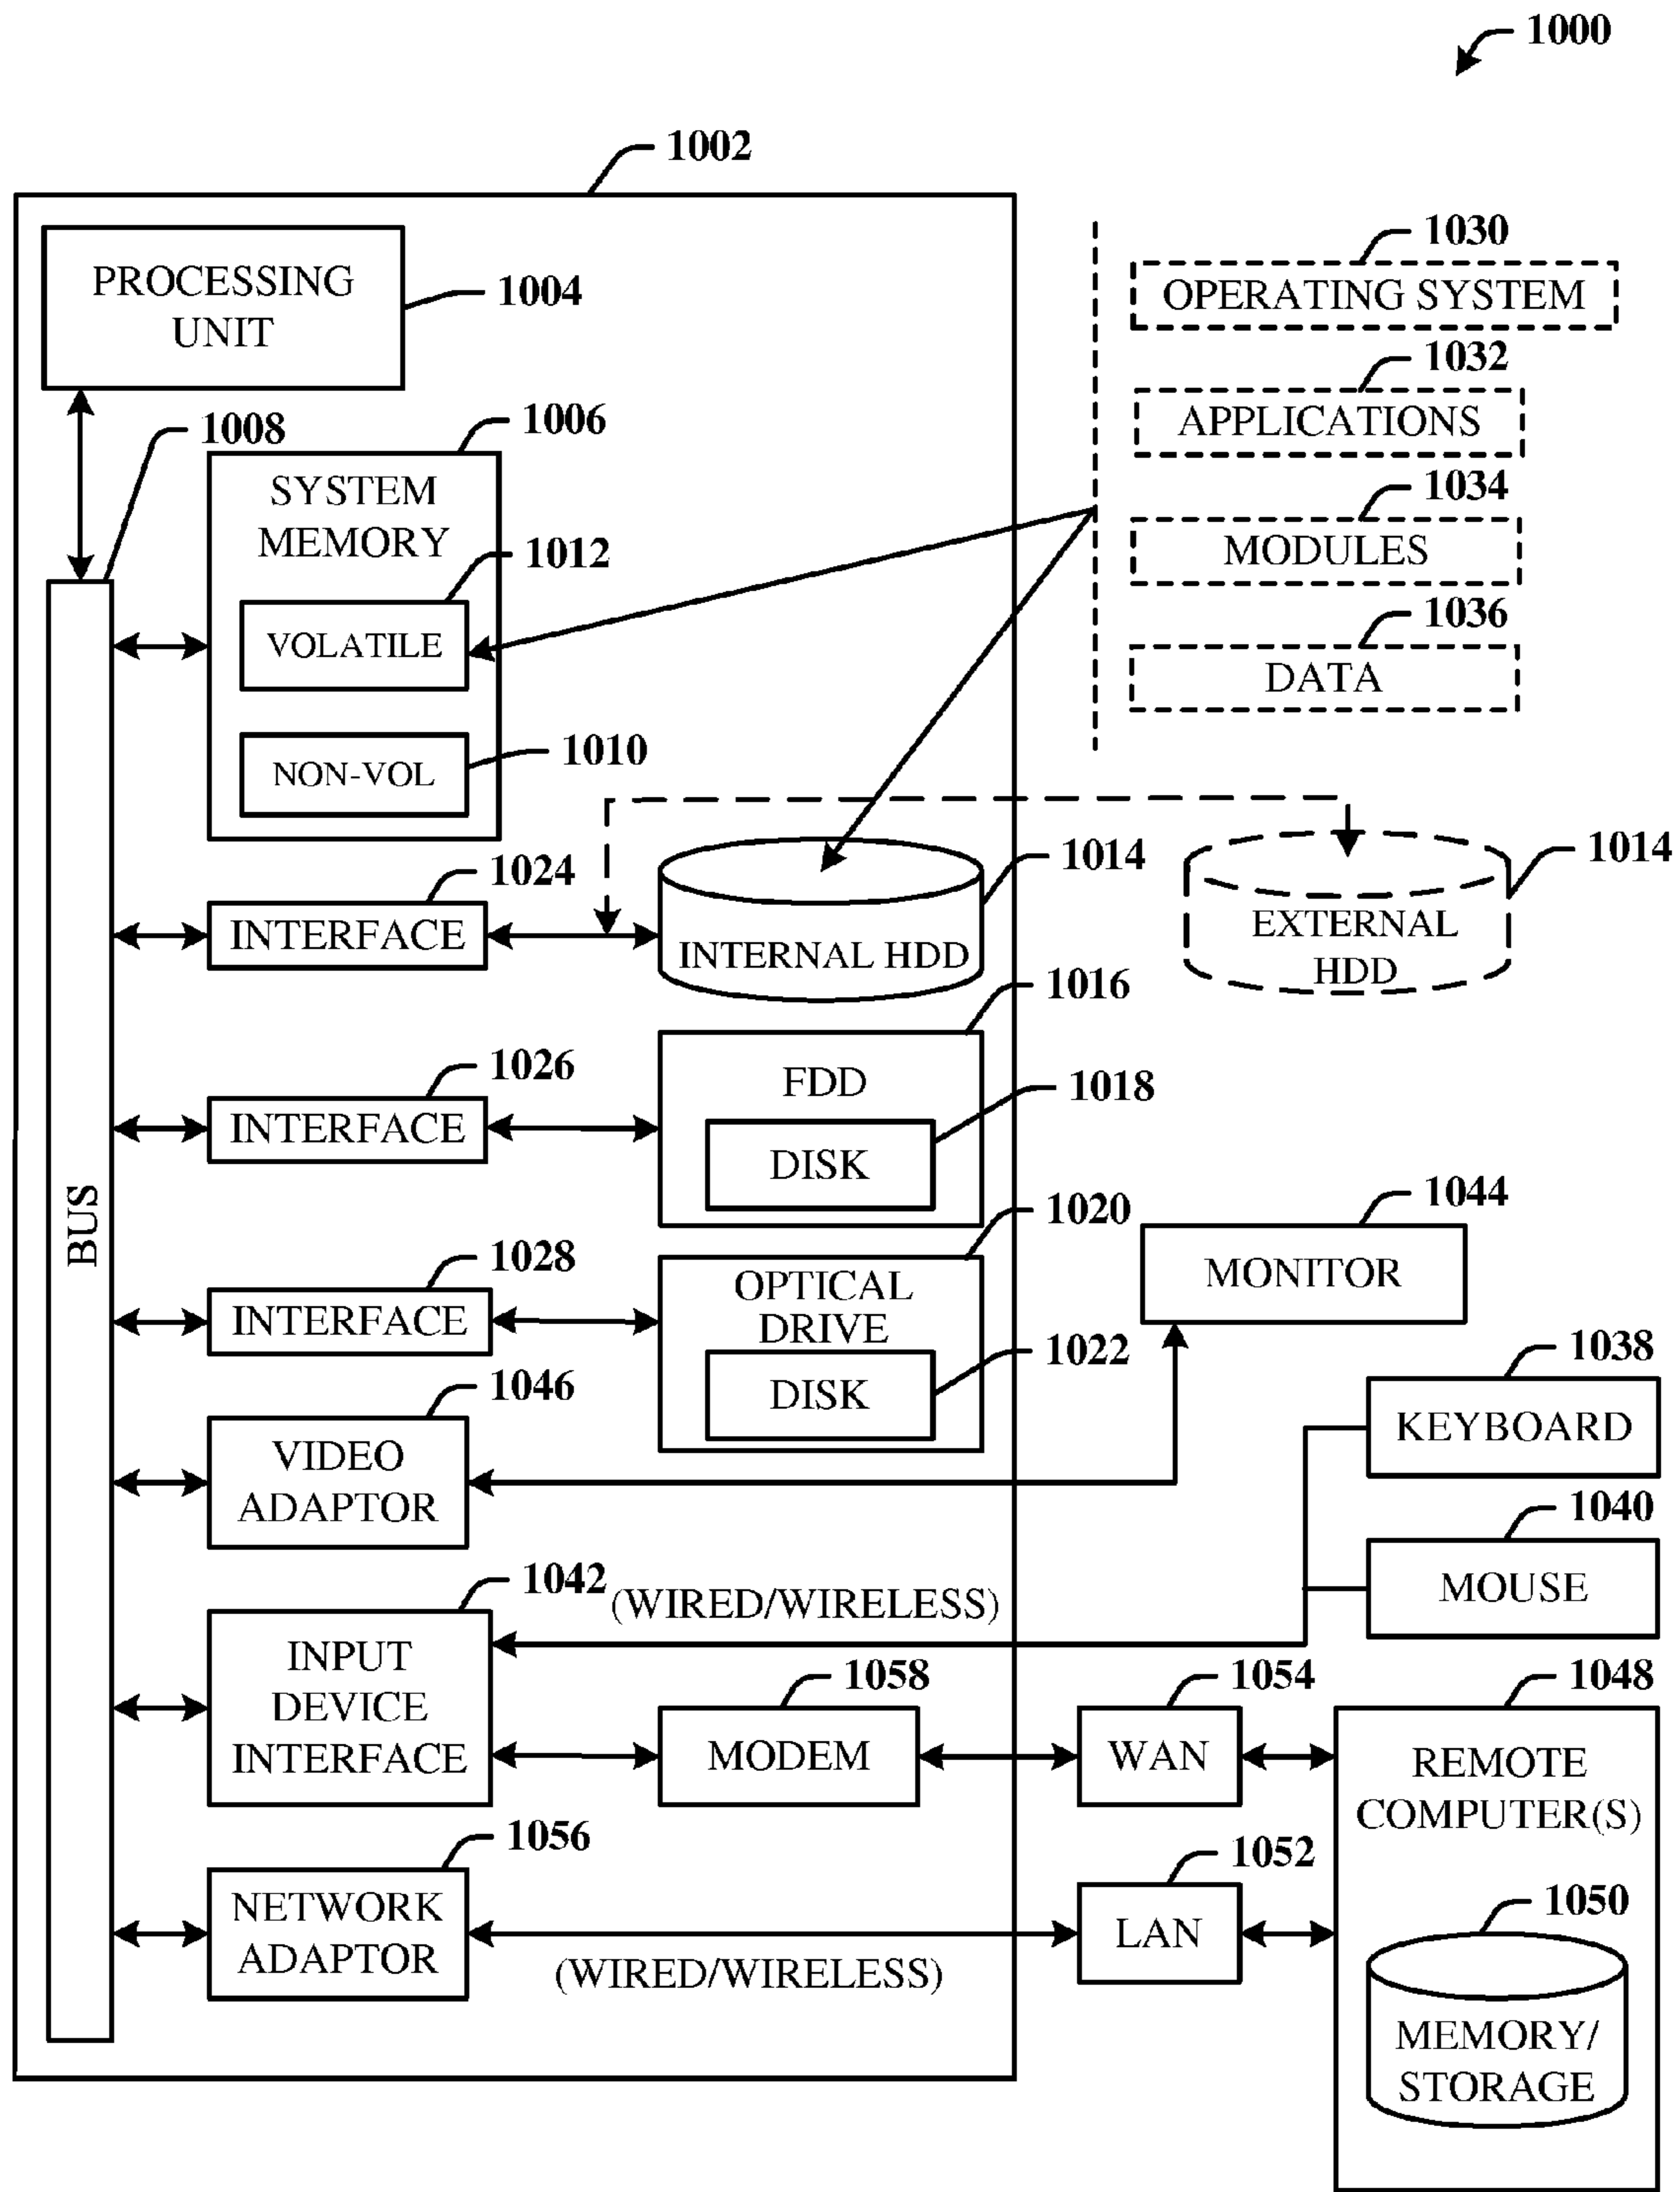 1000
1002
PROCESSING
UNIT
1004
1030
OPERATING SYSTEM
1032
APPLICATIONS
1034
MODULES
1036
DATA
1008
1006
SYSTEM
MEMORY
1012
VOLATILE
1010
NON-VOL
BUS
1024
INTERFACE
1014
INTERNAL HDD
1014
EXTERNAL
HDD
1026
INTERFACE
1016
FDD
1018
DISK
1028
INTERFACE
1020
OPTICAL
DRIVE
1022
DISK
1044
MONITOR
1046
VIDEO
ADAPTOR
1038
KEYBOARD
1040
MOUSE
1042
(WIRED/WIRELESS)
INPUT
DEVICE
INTERFACE
1058
MODEM
1054
WAN
1048
REMOTE
COMPUTER(S)
1056
NETWORK
ADAPTOR
(WIRED/WIRELESS)
1052
LAN
1050
MEMORY/
STORAGE